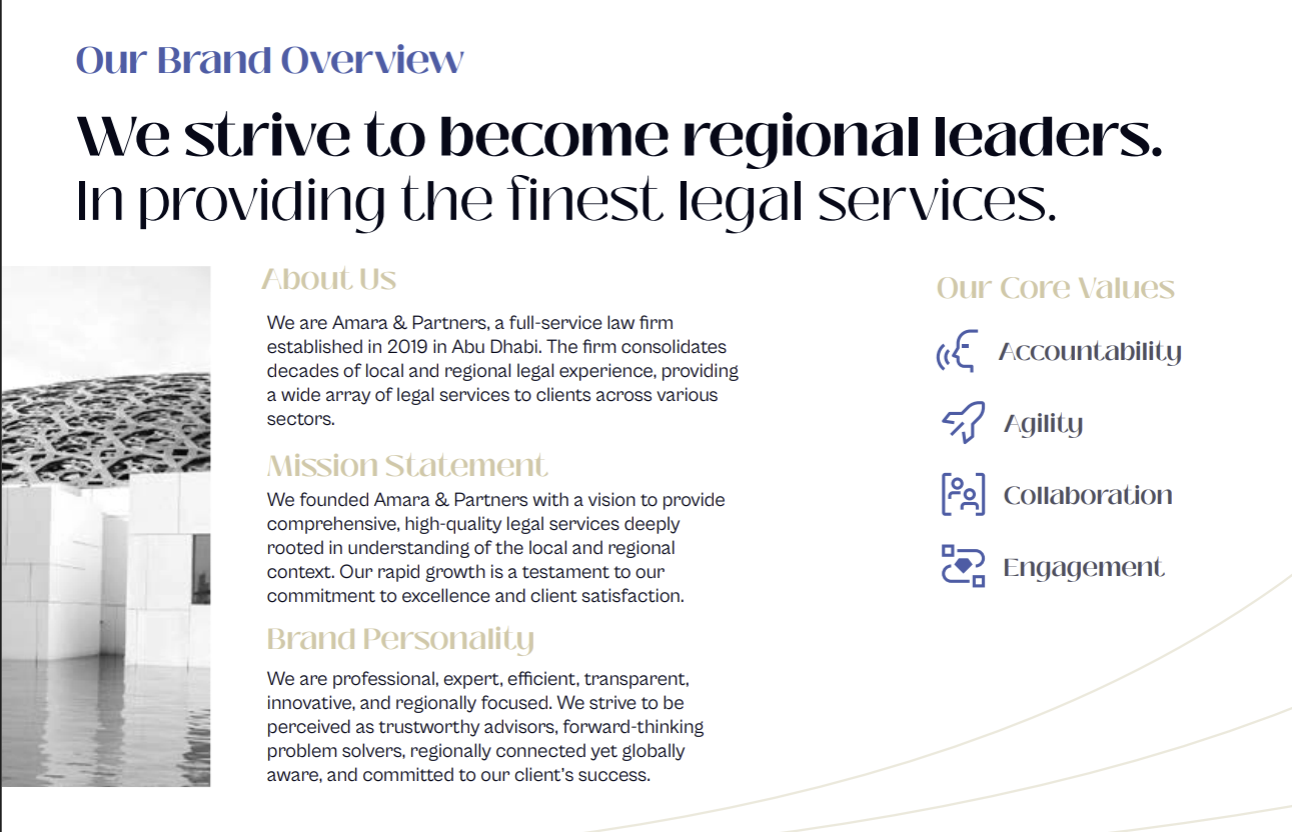 Our Brand Overview
We strive to become regional leaders.
In providing the finest legal services.
About Us
We are Amara & Partners, a full-service law firm
established in 2019 in Abu Dhabi. The firm consolidates
decades of local and regional legal experience, providing
a wide array of legal services to clients across various
sectors.
Mission Statement
We founded Amara & Partners with a vision to provide
comprehensive, high-quality legal services deeply
rooted in understanding of the local and regional
context. Our rapid growth is a testament to our
commitment to excellence and client satisfaction.
Brand Personality
We are professional, expert, efficient, transparent,
innovative, and regionally focused. We strive to be
perceived as trustworthy advisors, forward-thinking
problem solvers, regionally connected yet globally
aware, and committed to our client's success.
Our Core Values
Accountability
Agility
Collaboration
Engagement